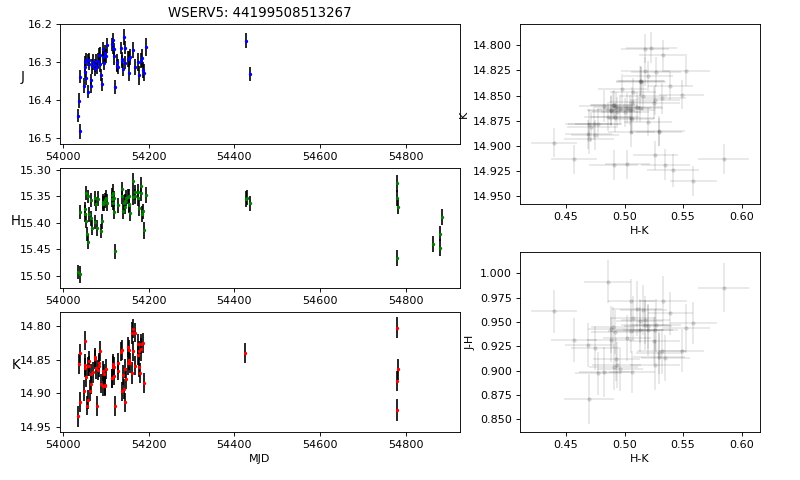 WSERV5: 44199508513267
16.2
16.3
J
16.4
16.5
54000 54200 54400 54600 54800
15.30
15.35
H
15.40
15.45
15.50
54000 54200 54400 54600 54800
14.80
14.85
K
14.90
14.95
54000 54200 54400 54600 54800
MJD
14.800
14.825
14.850
K
14.875
14.900
14.925
14.950
0.45 0.50 0.55 0.60
H-K
1.000
0.975
0.950
J-H
0.925
0.900
0.875
0.850
0.45 0.50 0.55 0.60
H-K